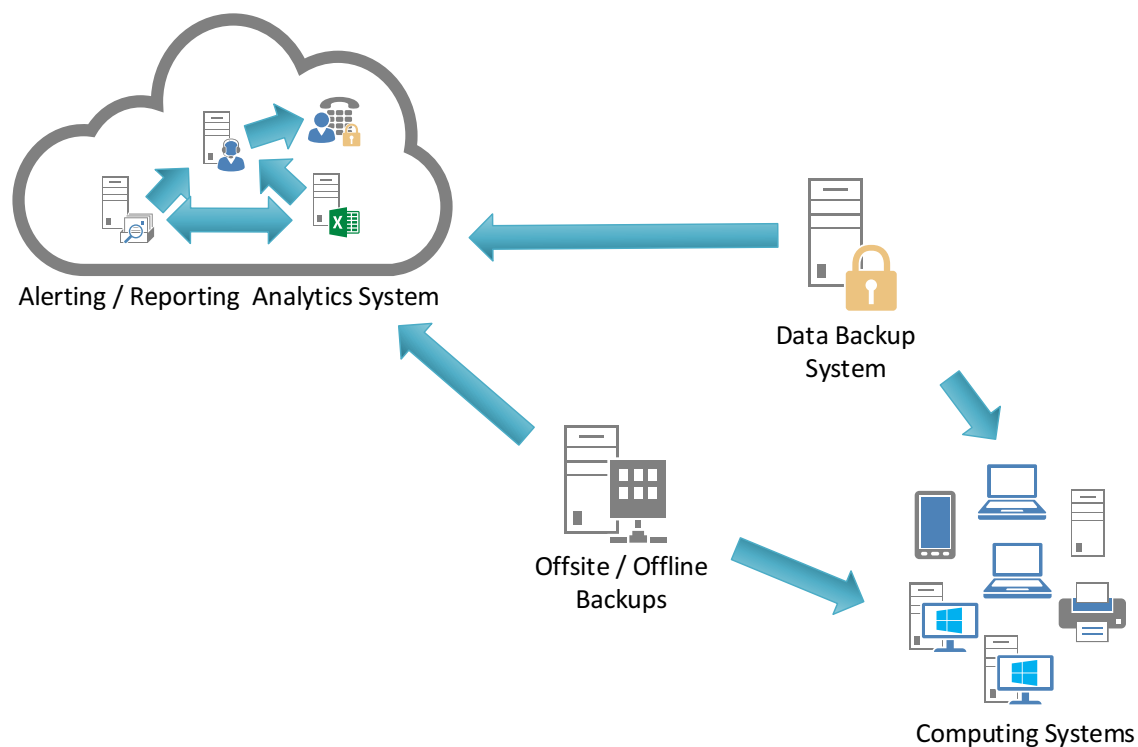 Alerting / Reporting  Analytics System
Data Backup
System
Offsite / Offline
Backups
Computing Systems